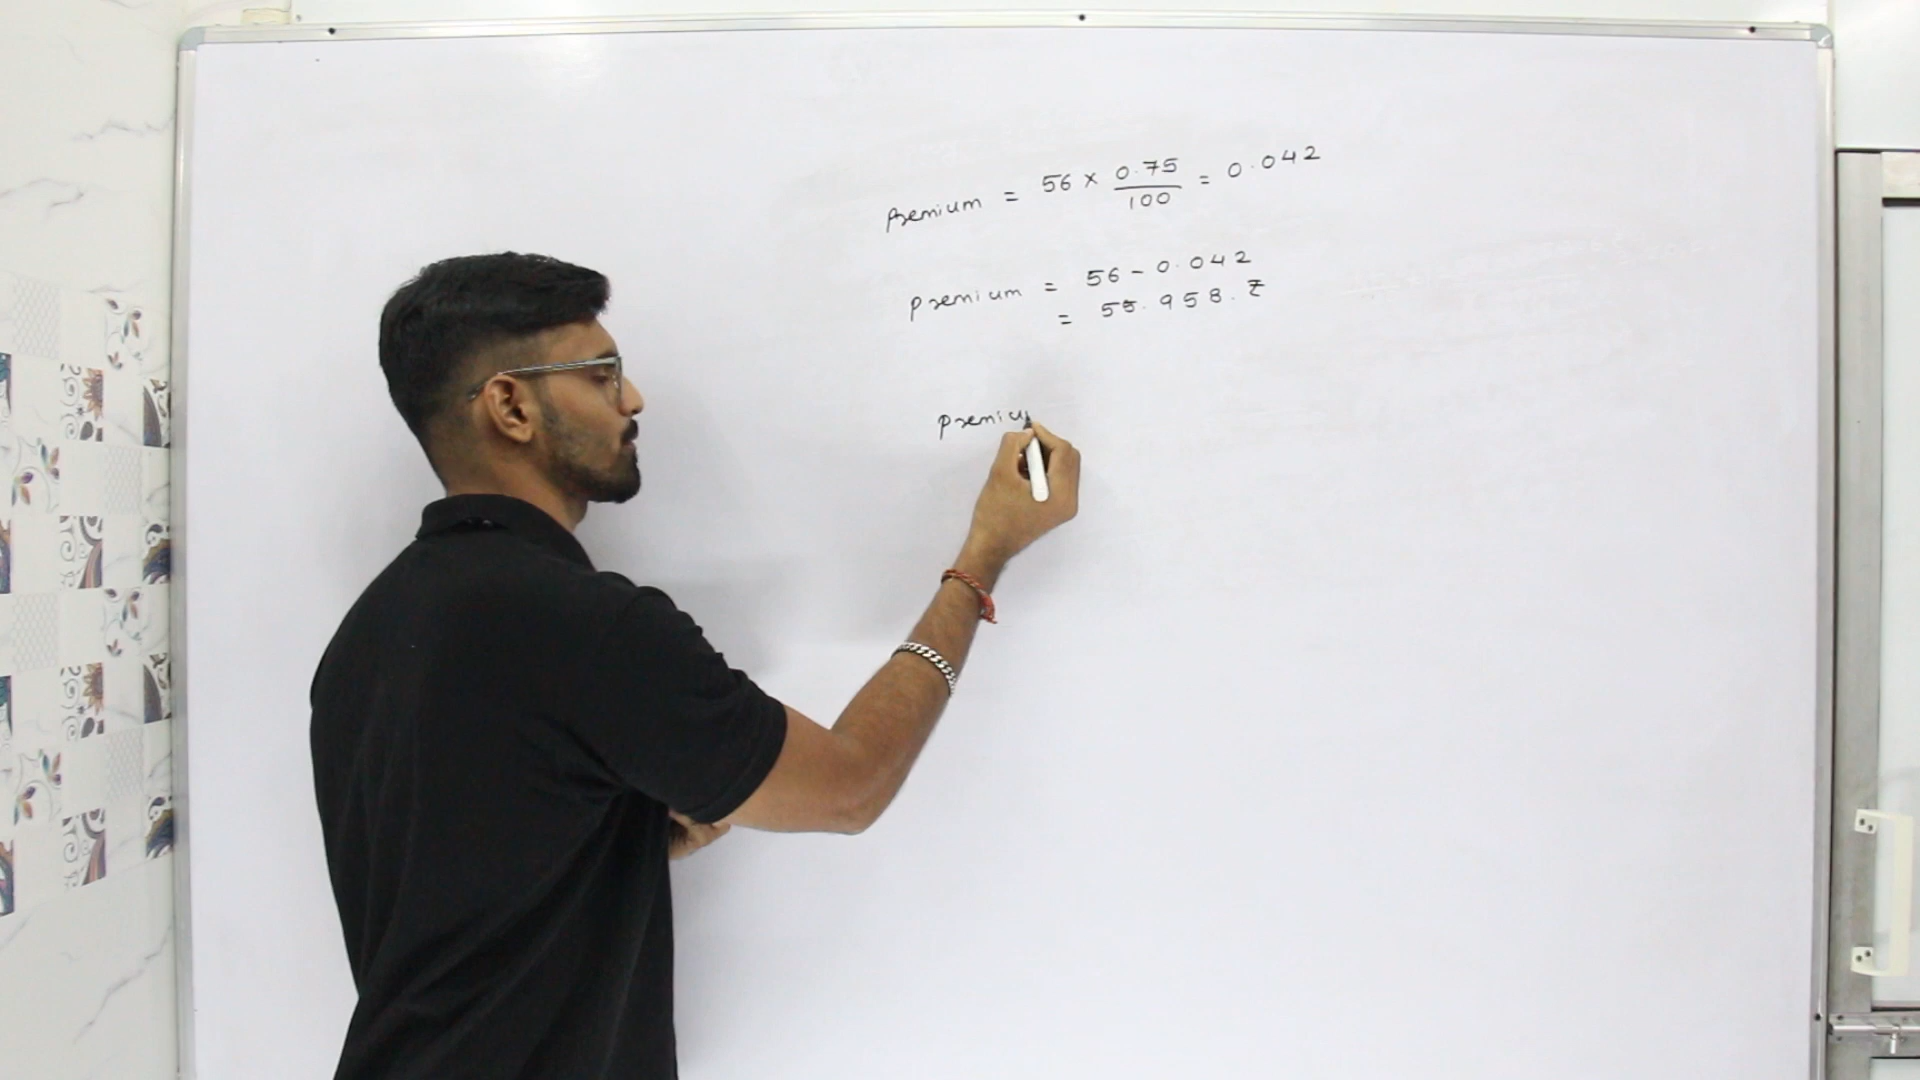 Premium = 56 × 0.75/100 = 0.042
premium = 56 - 0.042
= 55.958. ₹
premiu